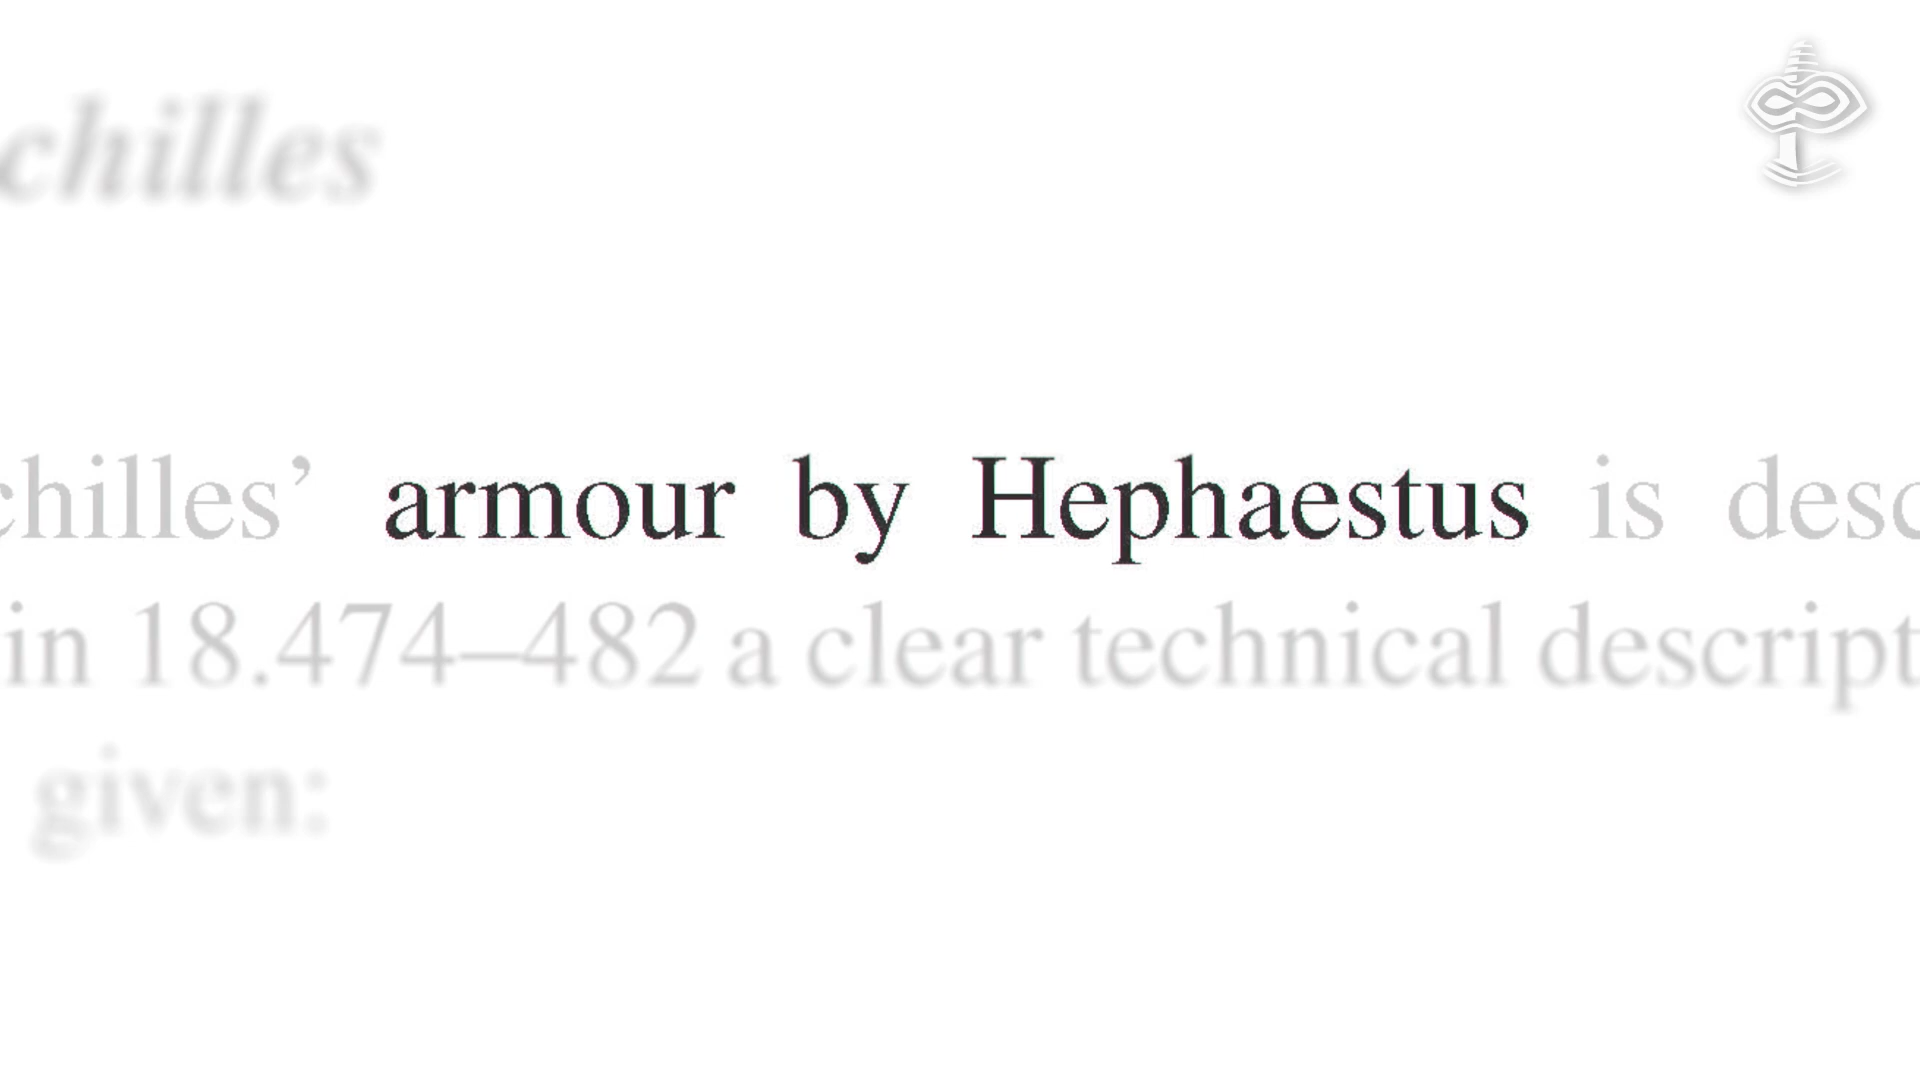 chilles
chilles’ armour by Hephaestus is desc
in 18.474–482 a clear technical descript
given: